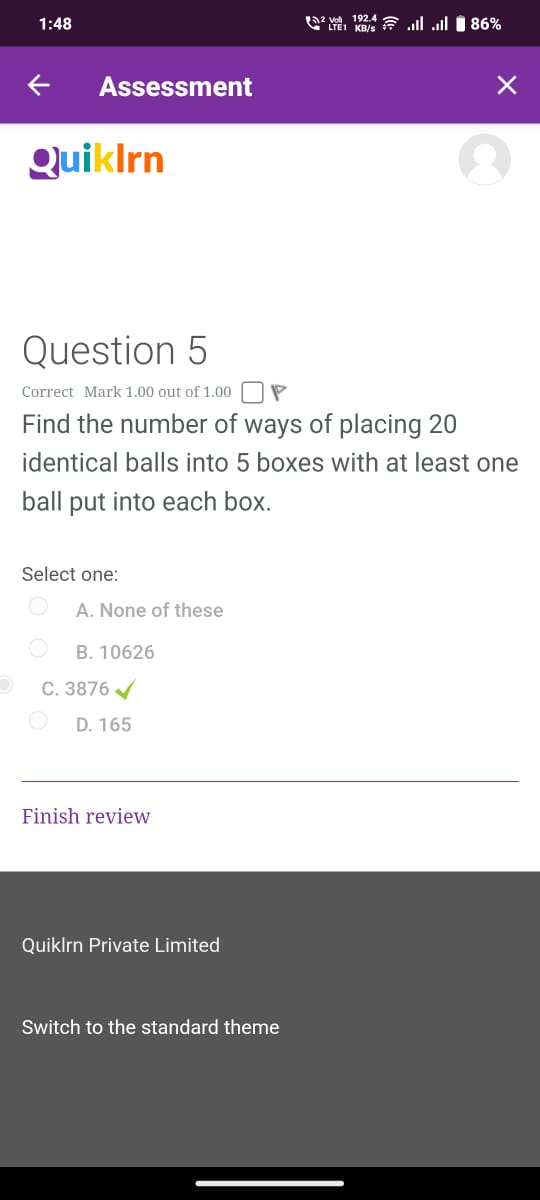 1:48
2 Vo) 192.4
LTE1 KB/s 86%
Assessment
Quiklrn
Question 5
Correct Mark 1.00 out of 1.00
Find the number of ways of placing 20
identical balls into 5 boxes with at least one
ball put into each box.
Select one:
A. None of these
B. 10626
C. 3876
D. 165
Finish review
Quiklrn Private Limited
Switch to the standard theme